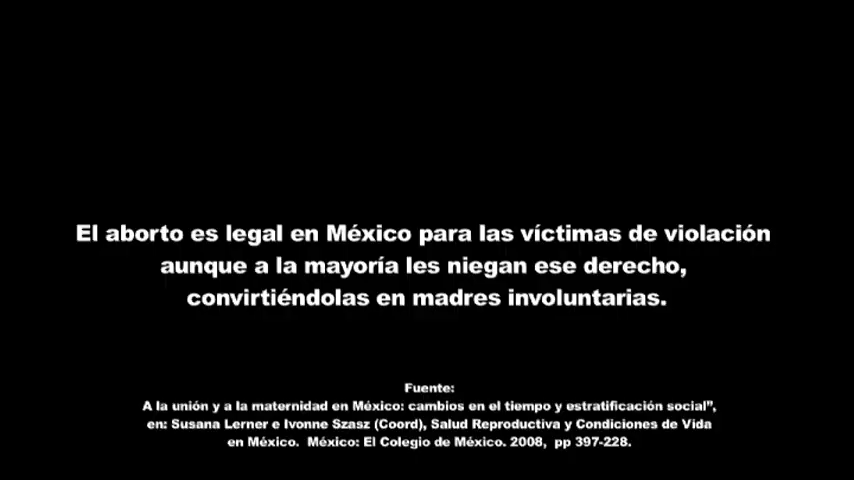 El aborto es legal en México para las víctimas de violación
aunque a la mayoría les niegan ese derecho,
convirtiéndolas en madres involuntarias.
Fuente:
A la unión y a la maternidad en México: cambios en el tiempo y estratificación social”,
en: Susana Lerner e Ivonne Szasz (Coord), Salud Reproductiva y Condiciones de Vida
en México. México: El Colegio de México. 2008, pp 397-228.